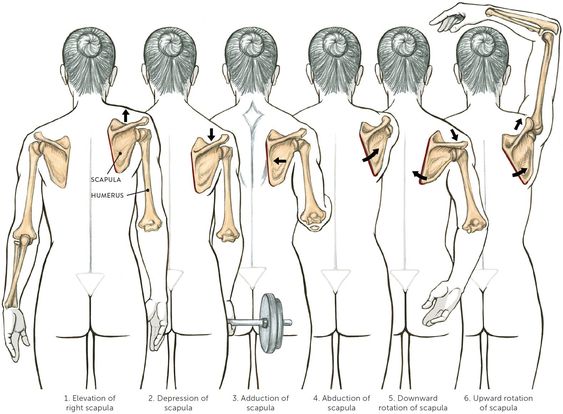 SCAPULA
HUMERUS
1. Elevation of
right scapula
2. Depression of
scapula
3. Adduction of
scapula
4. Abduction of
scapula
5. Downward
rotation of scapula
6. Upward rotation
of scapula